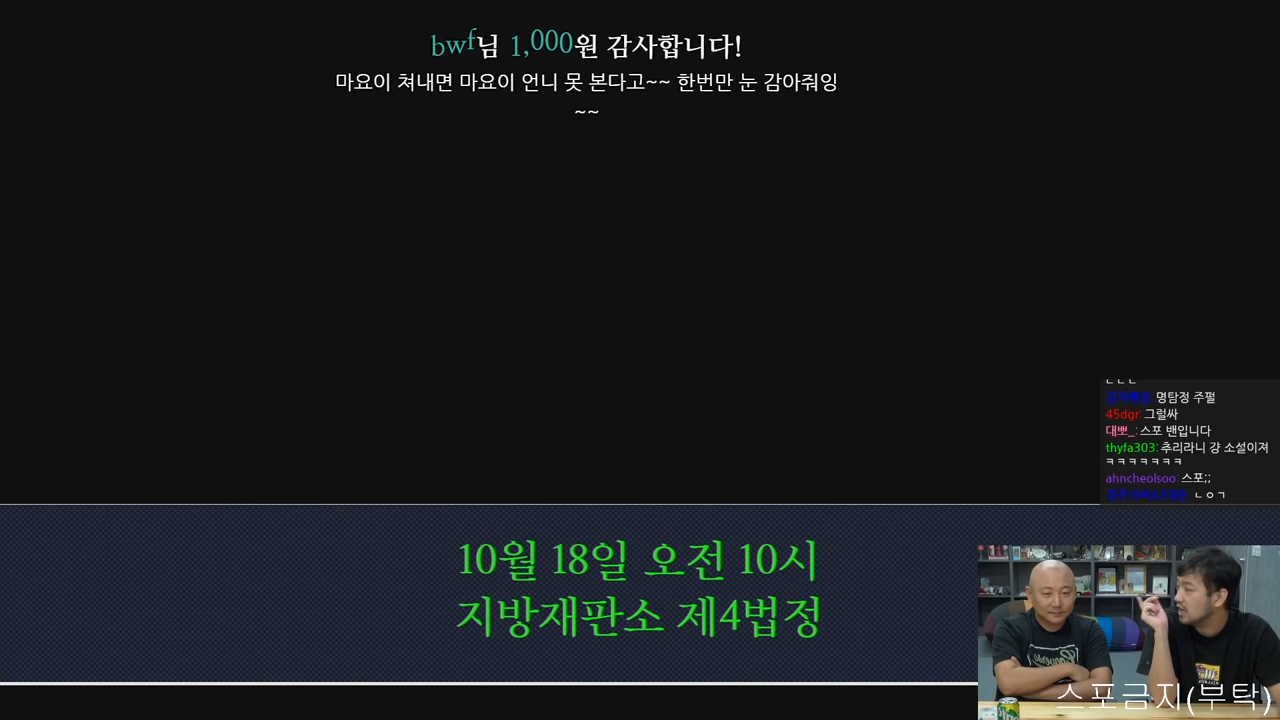 bwf님 1,000원 감사합니다!
마요이 쳐내면 마요이 언니 못 본다고~~ 한번만 눈 감아줘잉
~~
명탐정 주펄
45dgr: 그럴싸
대뽀_: 스포 밴입니다
thyfa303: 추리라니 걍 소설이져
ㅋㅋㅋㅋㅋㅋㅋ
ahncheolsoo: 스포;;
ㄴㅇㄱ
10월 18일 오전 10시
지방재판소 제4법정
스포금지(부탁)